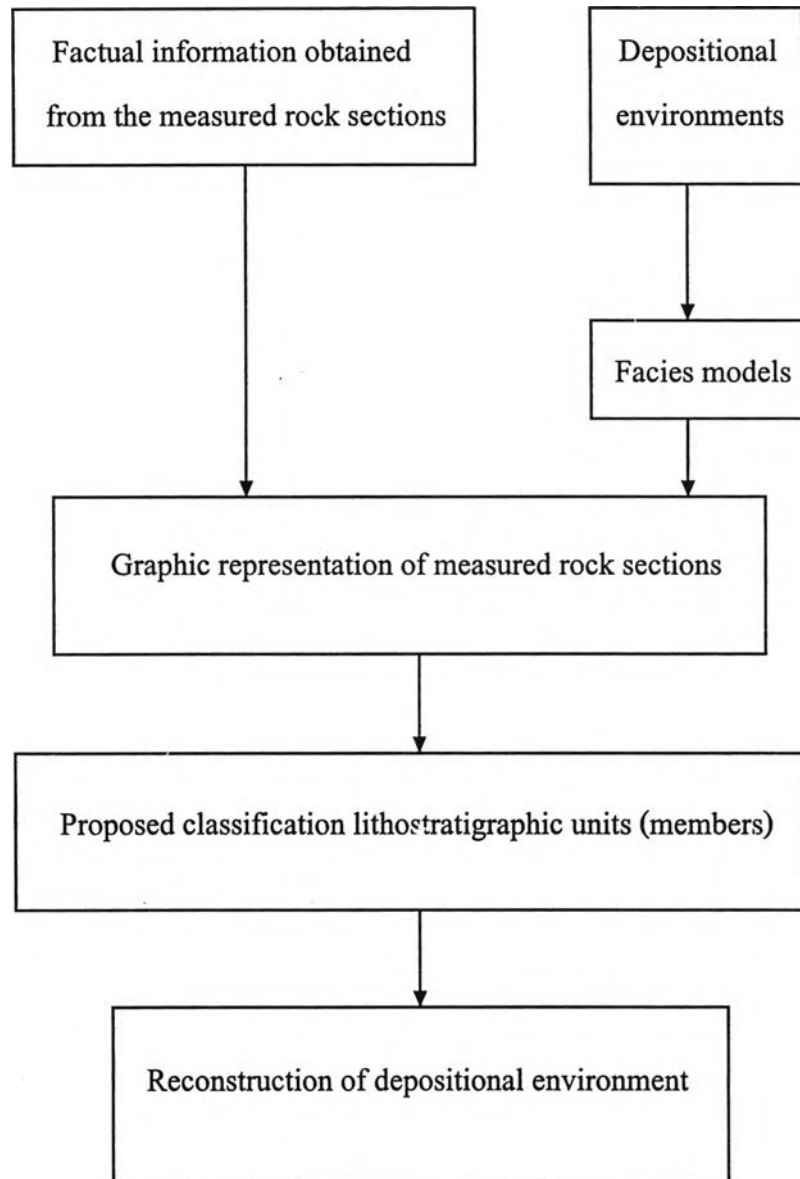 Factual information obtained
from the measured rock sections
Depositional
environments
Facies models
Graphic representation of measured rock sections
Proposed classification lithostratigraphic units (members)
Reconstruction of depositional environment